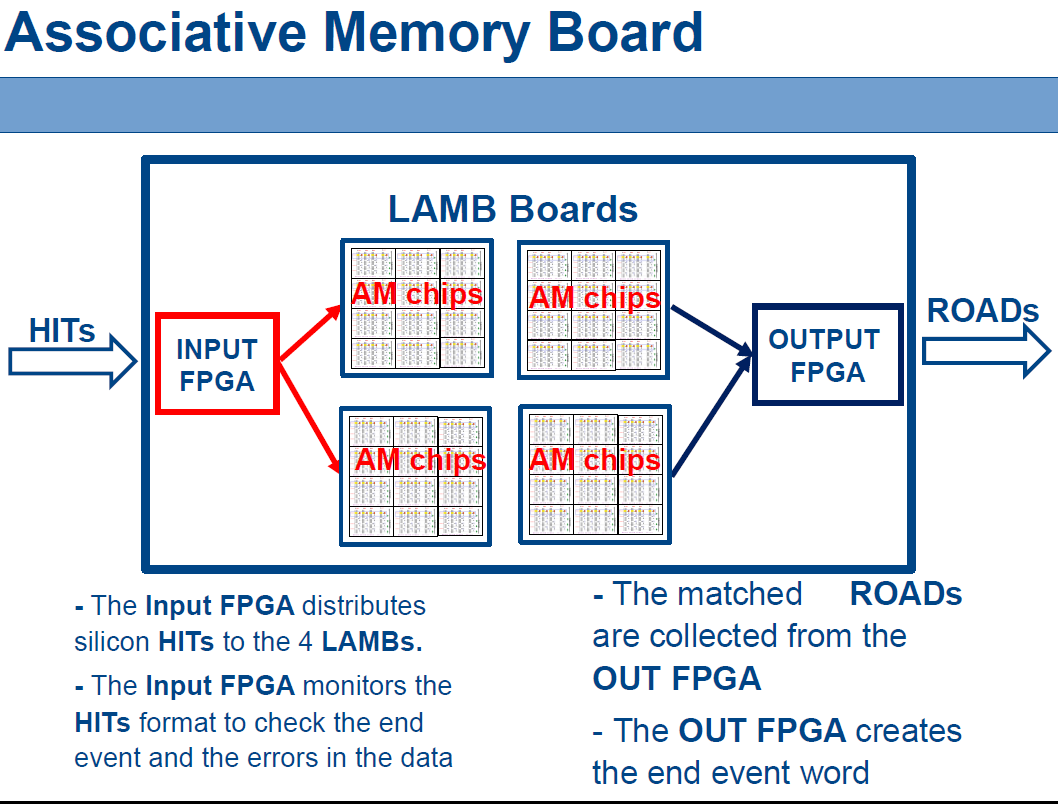 Associative Memory Board
LAMB Boards
HITs
INPUT
FPGA
AM chips
AM chips
AM chips
AM chips
OUTPUT
FPGA
ROADs
- The Input FPGA distributes
silicon HITs to the 4 LAMBs.
- The Input FPGA monitors the
HITs format to check the end
event and the errors in the data
- The matched ROADs
are collected from the
OUT FPGA
- The OUT FPGA creates
the end event word